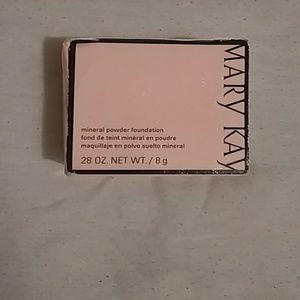 mineral powder foundation
fond de teint minéral en poudre
maquillaje en polvo suelto mineral
.28 OZ. NET WT. / 8 g
MARY KAY